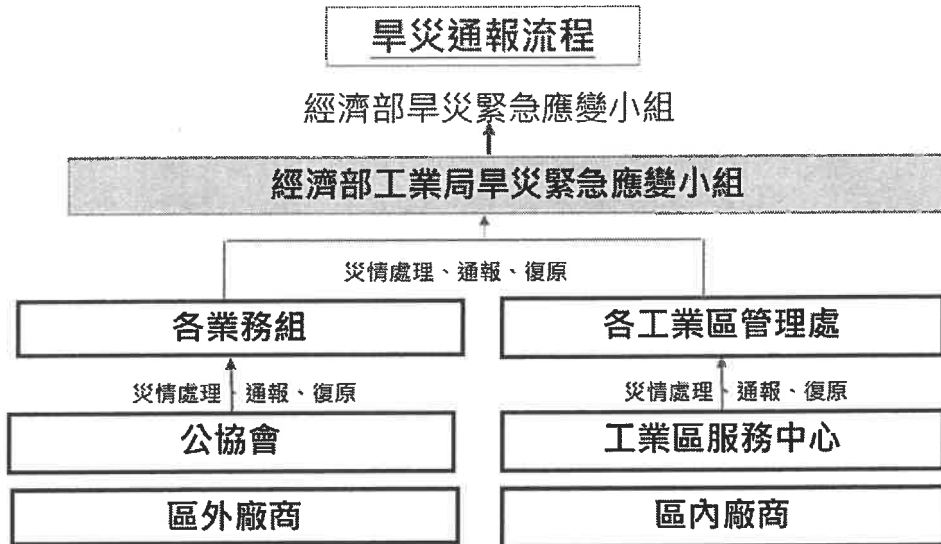 旱災通報流程
經濟部旱災緊急應變小組
經濟部工業局旱災緊急應變小組
災情處理、通報、復原
各業務組
各工業區管理處
災情處理、通報、復原
災情處理、通報、復原
公協會
工業區服務中心
區外廠商
區內廠商